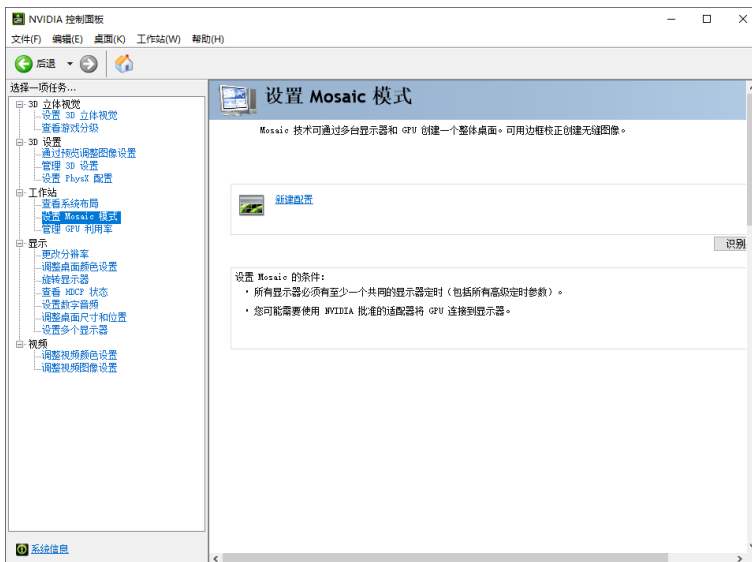 NVIDIA 控制面板
文件(F) 编辑(E) 桌面(K) 工作站(W) 帮助(H)
后退
选择一项任务...
3D 立体视觉
设置 3D 立体视觉
查看游戏分级
3D 设置
通过预览调整图像设置
管理 3D 设置
设置 PhysX 配置
工作站
查看系统布局
设置 Mosaic 模式
管理 GPU 利用率
显示
更改分辨率
调整桌面颜色设置
旋转显示器
查看 HDCP 状态
设置数字音频
调整桌面尺寸和位置
设置多个显示器
视频
调整视频颜色设置
调整视频图像设置
系统信息
设置 Mosaic 模式
Mosaic 技术可通过多台显示器和 GPU 创建一个整体桌面。可用边框校正创建无缝图像。
新建配置
识别
设置 Mosaic 的条件:
• 所有显示器必须有至少一个共同的显示器定时(包括所有高级定时参数)。
• 您可能需要使用 NVIDIA 批准的适配器将 GPU 连接到显示器。